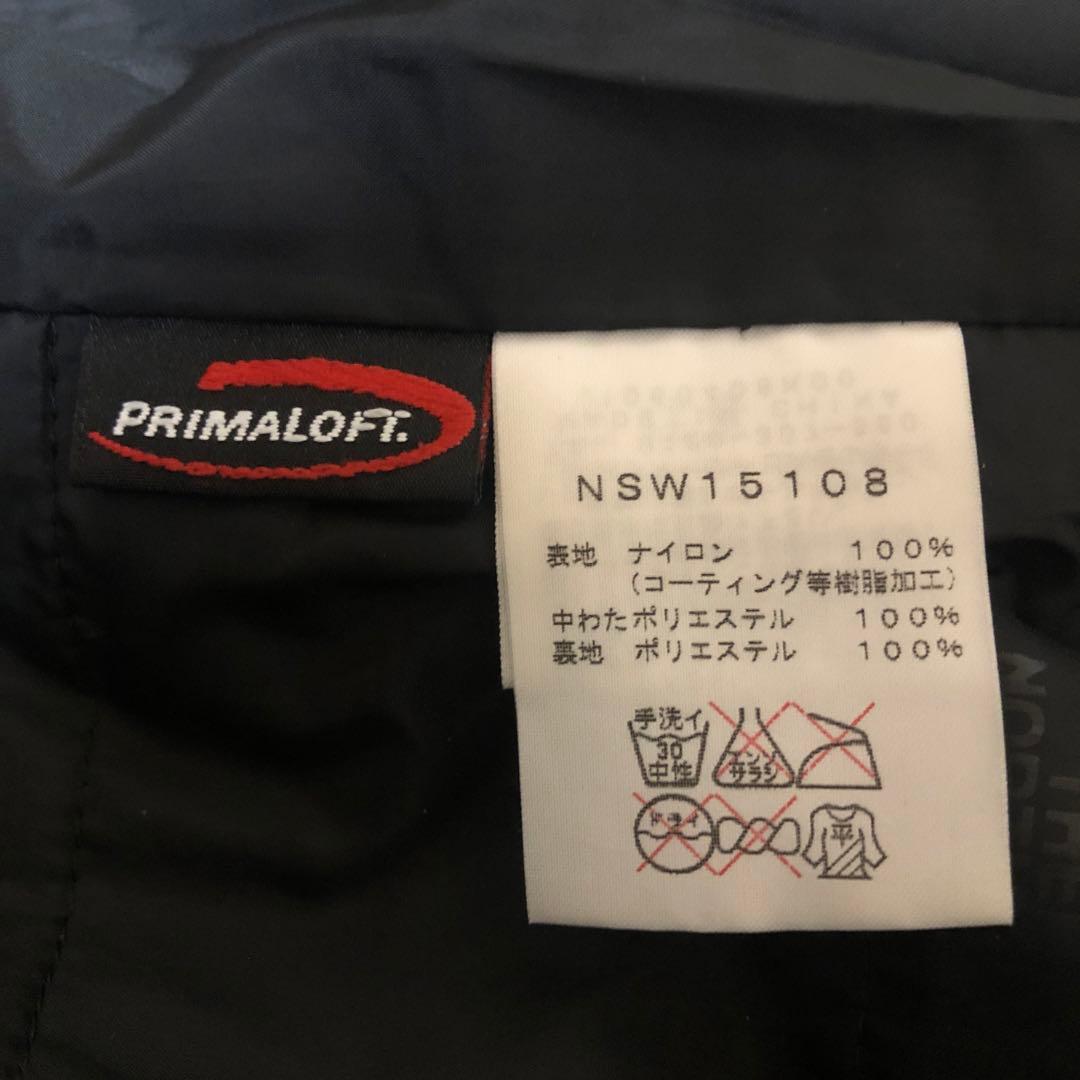 PRIMALOFT.
NSW15108
表地 ナイロン 100%
(コーティング等樹脂加工)
中わたポリエステル 100%
裏地 ポリエステル 100%
手洗イ
30
中性
エンソ
サラシ
ドライ
平